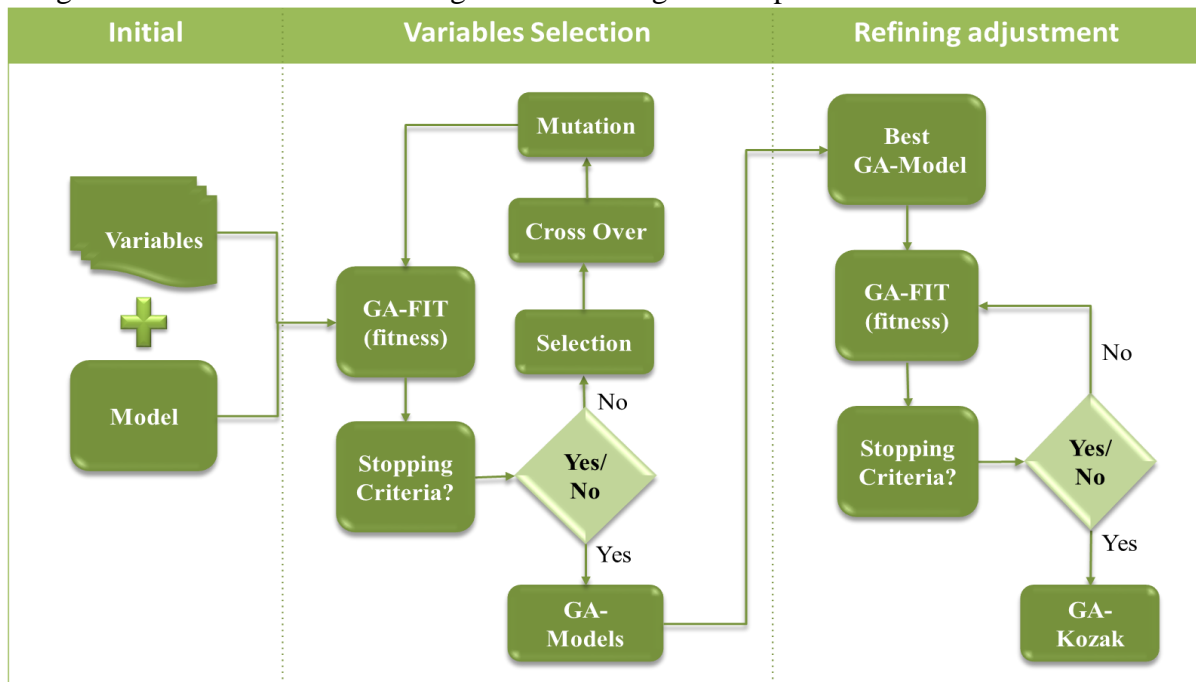 Initial
Variables Selection
Refining adjustment
Variables
Model
GA-FIT
(fitness)
Stopping
Criteria?
Yes/
No
No
Selection
Cross Over
Mutation
Yes
GA-
Models
Best
GA-Model
GA-FIT
(fitness)
Stopping
Criteria?
Yes/
No
No
Yes
GA-
Kozak